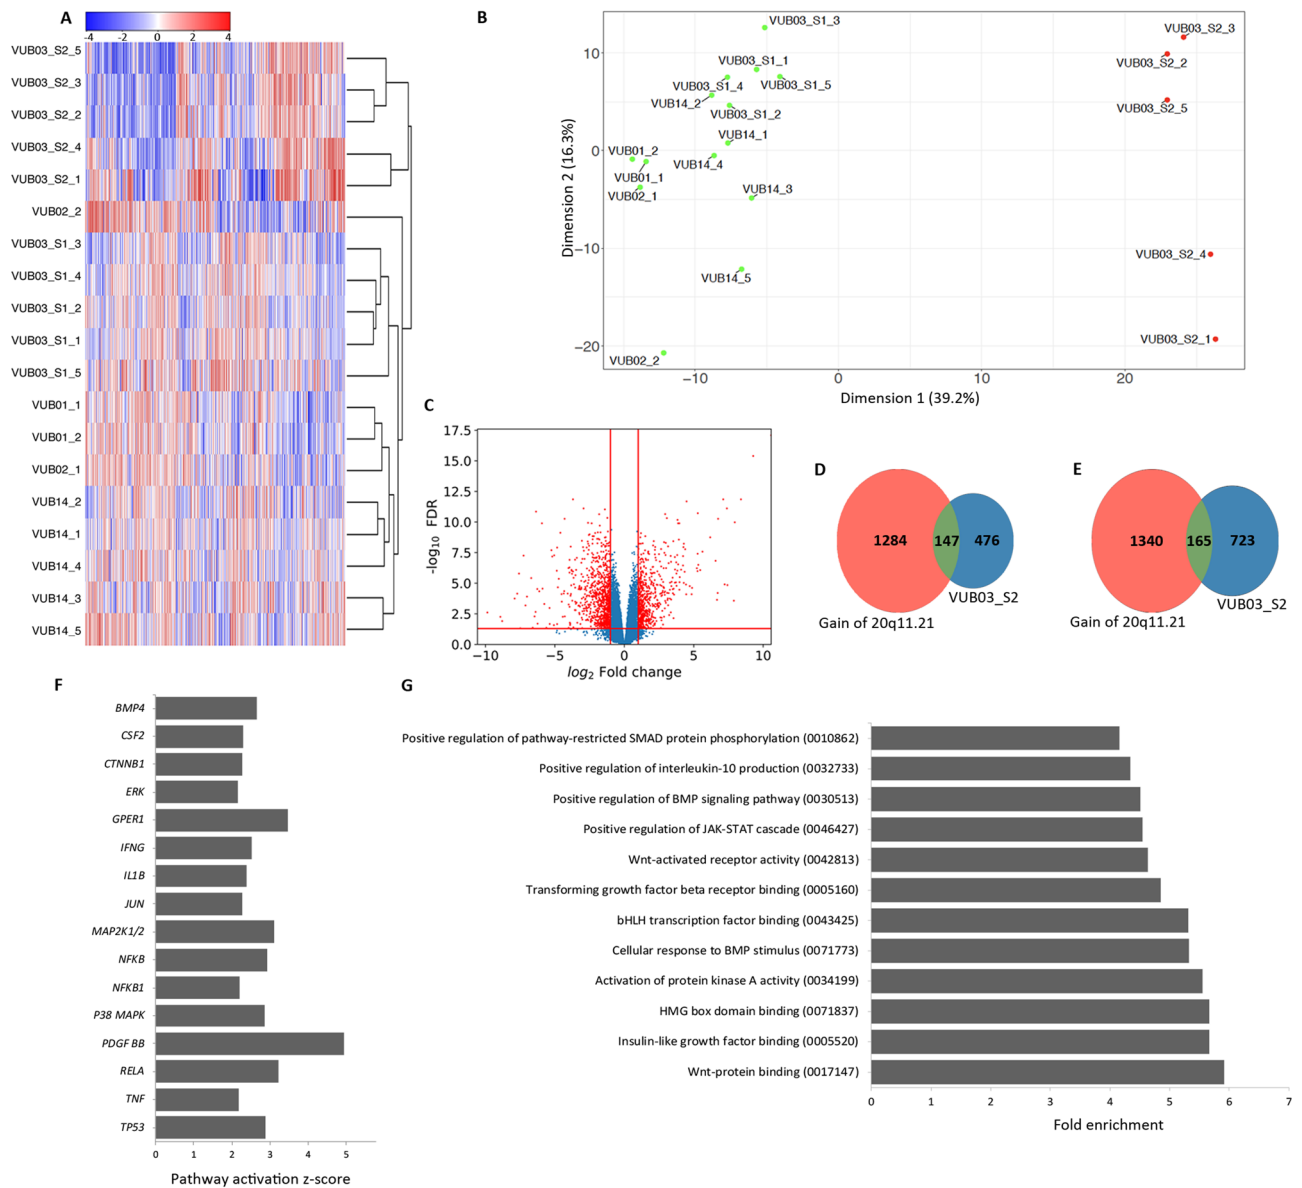 A
-4 -2 0 2 4
VUB03_S2_5
VUB03_S2_3
VUB03_S2_2
VUB03_S2_4
VUB03_S2_1
VUB02_2
VUB03_S1_3
VUB03_S1_4
VUB03_S1_2
VUB03_S1_1
VUB03_S1_5
VUB01_1
VUB01_2
VUB02_1
VUB14_2
VUB14_1
VUB14_4
VUB14_3
VUB14_5
B
Dimension 2 (16.3%)
10
0
−10
−20
VUB03_S1_3
VUB03_S2_3
VUB03_S1_1
VUB03_S2_2
VUB03_S1_4
VUB03_S1_5
VUB14_2
VUB03_S2_5
VUB03_S1_2
VUB14_1
VUB01_2
VUB14_4
VUB01_1
VUB02_1
VUB14_3
VUB03_S2_4
VUB14_5
VUB03_S2_1
VUB02_2
−10 0 10 20
Dimension 1 (39.2%)
C
-log10 FDR
17.5
15.0
12.5
10.0
7.5
5.0
2.5
0.0
−10 −5 0 5 10
log2 Fold change
D
1284 147 476
VUB03_S2
Gain of 20q11.21
E
1340 165 723
VUB03_S2
Gain of 20q11.21
F
BMP4
CSF2
CTNNB1
ERK
GPER1
IFNG
IL1B
JUN
MAP2K1/2
NFKB
NFKB1
P38 MAPK
PDGF BB
RELA
TNF
TP53
0 1 2 3 4 5
Pathway activation z-score
G
Positive regulation of pathway-restricted SMAD protein phosphorylation (0010862)
Positive regulation of interleukin-10 production (0032733)
Positive regulation of BMP signaling pathway (0030513)
Positive regulation of JAK-STAT cascade (0046427)
Wnt-activated receptor activity (0042813)
Transforming growth factor beta receptor binding (0005160)
bHLH transcription factor binding (0043425)
Cellular response to BMP stimulus (0071773)
Activation of protein kinase A activity (0034199)
HMG box domain binding (0071837)
Insulin-like growth factor binding (0005520)
Wnt-protein binding (0017147)
0 1 2 3 4 5 6 7
Fold enrichment